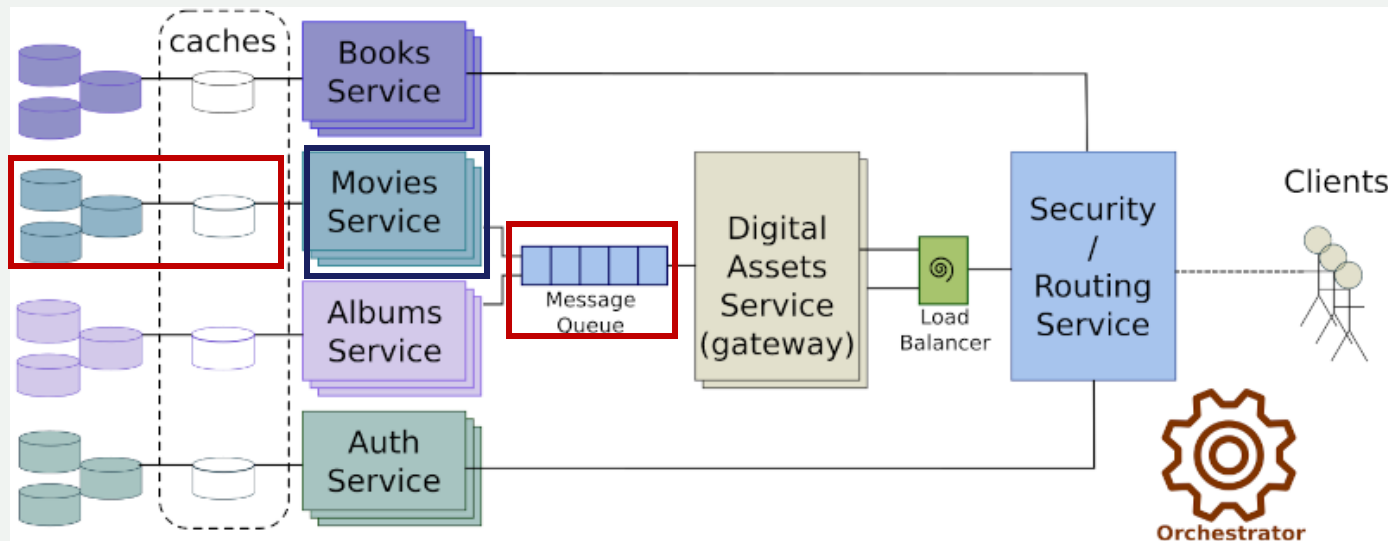 caches
Books
Service
Movies
Service
Albums
Service
Auth
Service
Message
Queue
Digital
Assets
Service
(gateway)
Load
Balancer
Security
/
Routing
Service
Clients
Orchestrator